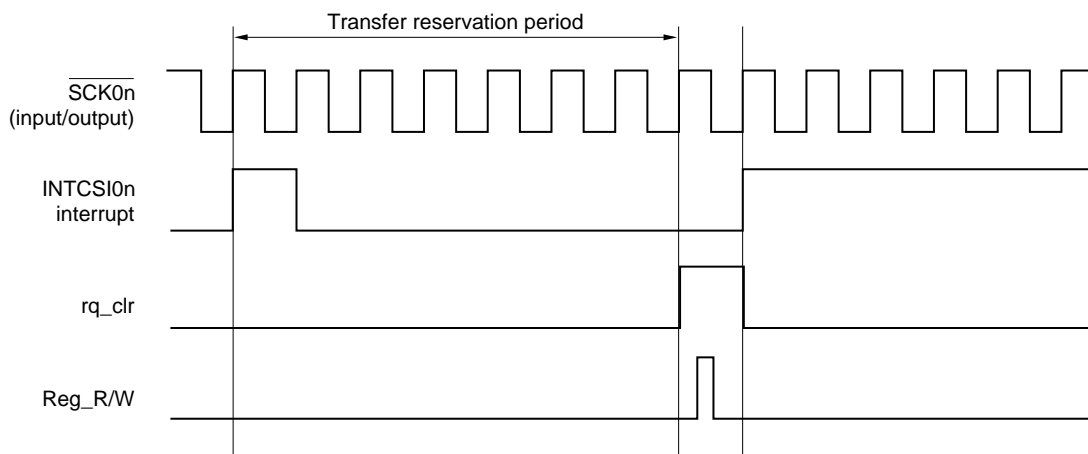 Transfer reservation period
SCK0n
(input/output)
INTCSI0n
interrupt
rq_clr
Reg_R/W